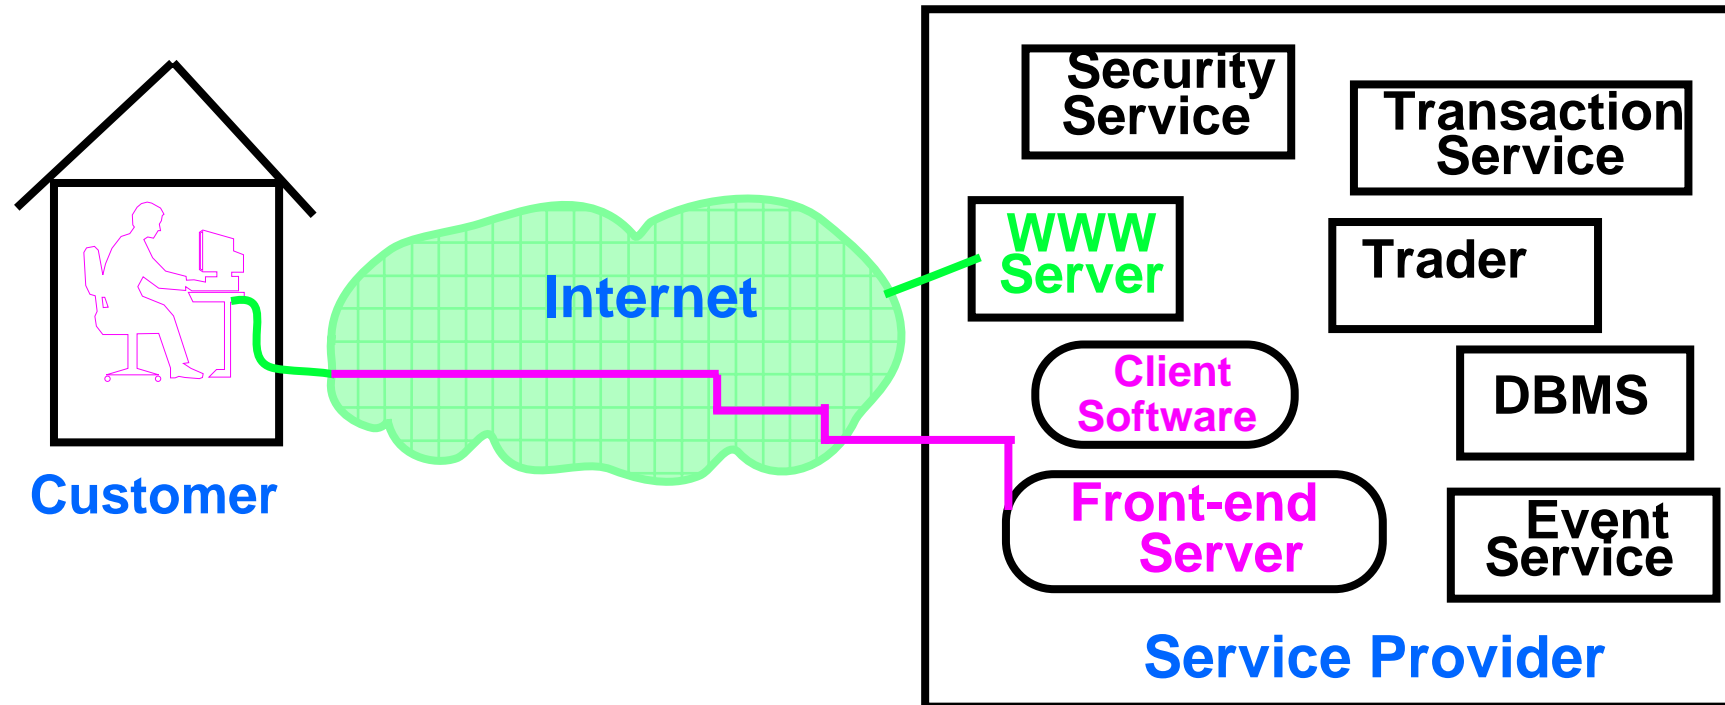 Security
Service
Transaction
Service
WWW
Server
Trader
Internet
Client
Software
DBMS
Customer
Front-end
Server
Event
Service
Service Provider